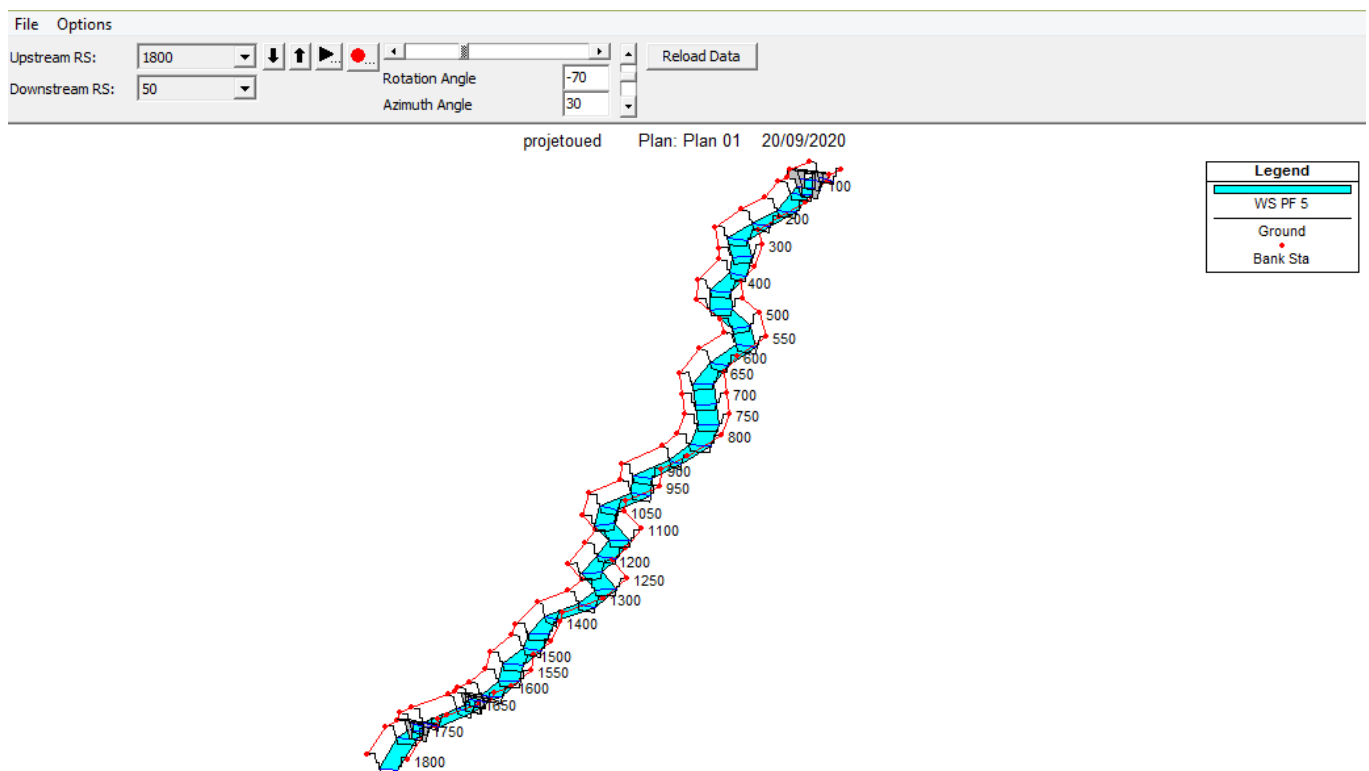 File Options
Upstream RS: 1800
Downstream RS: 50
... ...
Rotation Angle -70
Azimuth Angle 30
Reload Data
projetoued Plan: Plan 01 20/09/2020
Legend
WS PF 5
Ground
Bank Sta
100
200
300
400
500
550
600
650
700
750
800
900
950
1050
1100
1200
1250
1300
1400
1500
1550
1600
1650
1750
1800